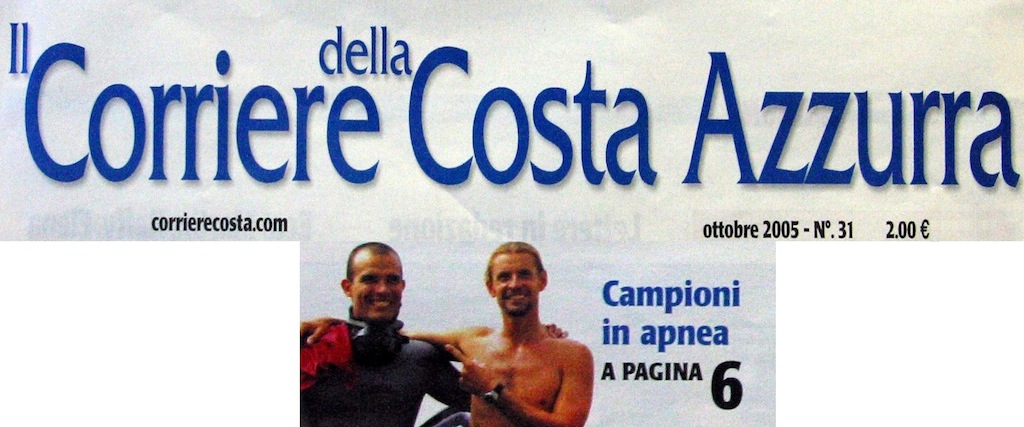 Il Corriere della Costa Azzurra
corrierecosta.com
ottobre 2005 - N°. 31 2.00 €
Campioni
in apnea
A PAGINA 6